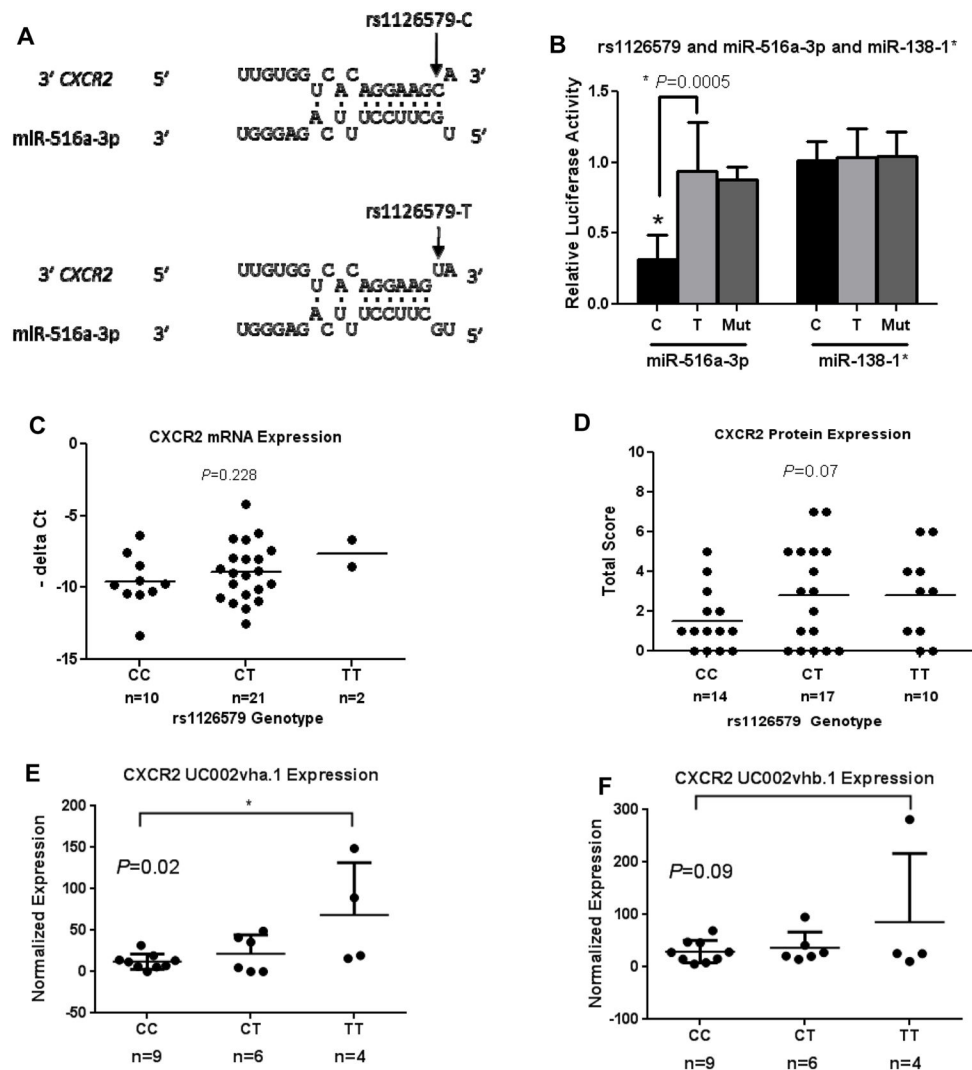 A
rs1126579-C
3' CXCR2 5' UUGUGG C C A 3'
U A AGGAAGC
A U UCCUUCG
mIR-516a-3p 3' UGGGAG C U U 5'
rs1126579-T
3' CXCR2 5' UUGUGG C C UA 3'
U A AGGAAG
A U UCCUUC
mIR-516a-3p 3' UGGGAG C U GU 5'
B
rs1126579 and miR-516a-3p and miR-138-1*
* P=0.0005
Relative Luciferase Activity
1.5
1.0
0.5
0.0
*
C T Mut C T Mut
miR-516a-3p miR-138-1*
C
CXCR2 mRNA Expression
P=0.228
- delta Ct
0
-5
-10
-15
CC CT TT
n=10 n=21 n=2
rs1126579 Genotype
D
CXCR2 Protein Expression
P=0.07
Total Score
10
8
6
4
2
0
CC CT TT
n=14 n=17 n=10
rs1126579 Genotype
E
CXCR2 UC002vha.1 Expression
*
P=0.02
Normalized Expression
200
150
100
50
0
-50
CC CT TT
n=9 n=6 n=4
F
CXCR2 UC002vhb.1 Expression
P=0.09
Normalized Expression
300
200
100
0
-100
CC CT TT
n=9 n=6 n=4